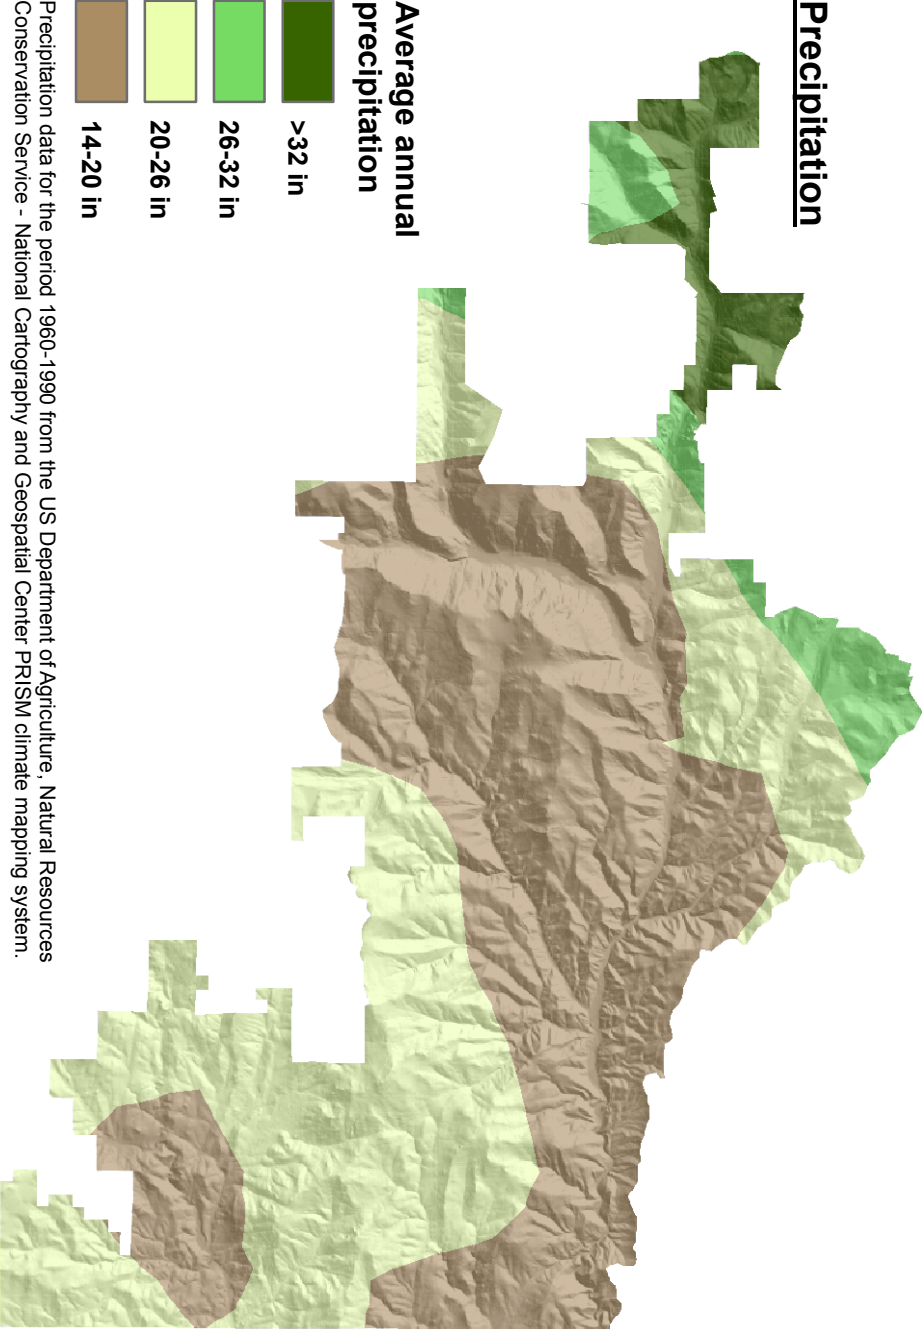 Precipitation
Average annual
precipitation
>32 in
26-32 in
20-26 in
14-20 in
Precipitation data for the period 1960-1990 from the US Department of Agriculture, Natural Resources
Conservation Service - National Cartography and Geospatial Center PRISM climate mapping system.